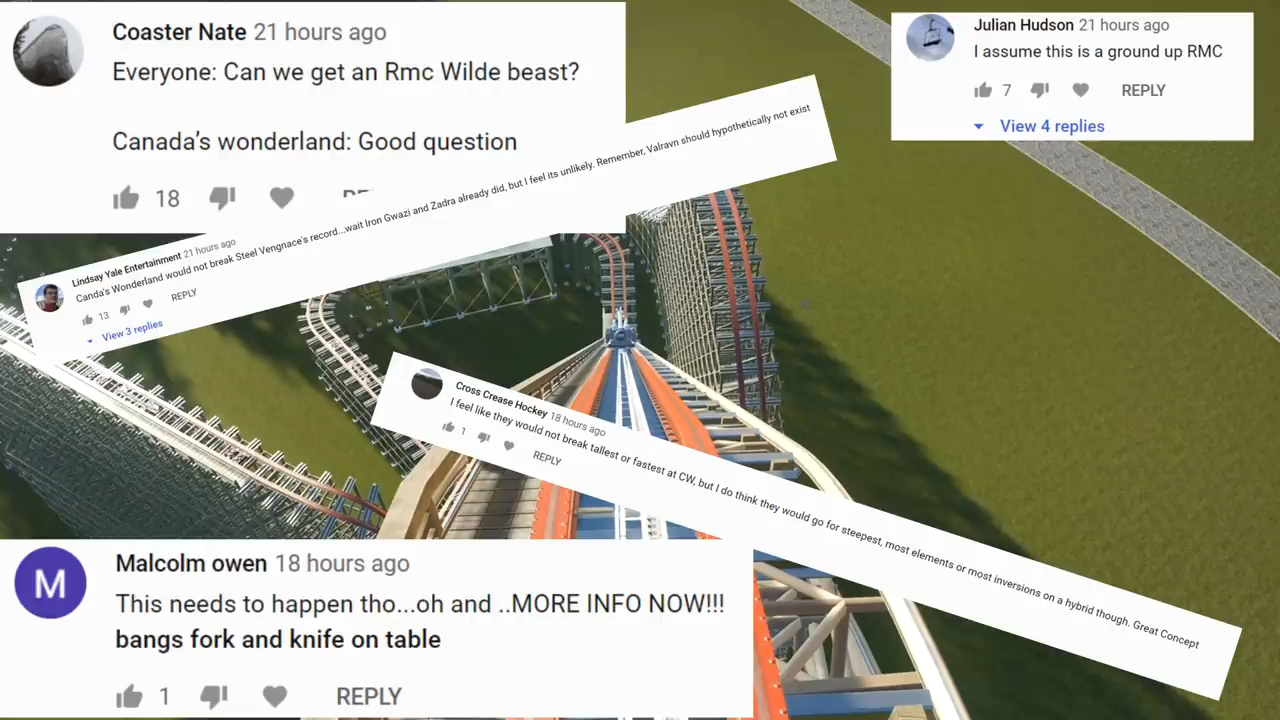 Coaster Nate 21 hours ago
Everyone: Can we get an Rmc Wilde beast?
Canada's wonderland: Good question
18
Julian Hudson 21 hours ago
I assume this is a ground up RMC
7 REPLY
View 4 replies
Lindsay Yale Entertainment 21 hours ago
Canda's Wonderland would not break Steel Vengnace's record...wait Iron Gwazi and Zadra already did, but I feel its unlikely. Remember, Valravn should hypothetically not exist
13 REPLY
View 3 replies
Cross Crease Hockey 18 hours ago
I feel like they would not break tallest or fastest at CW, but I do think they would go for steepest, most elements or most inversions on a hybrid though. Great Concept
1 REPLY
Malcolm owen 18 hours ago
This needs to happen tho...oh and ..MORE INFO NOW!!!
bangs fork and knife on table
1 REPLY
M